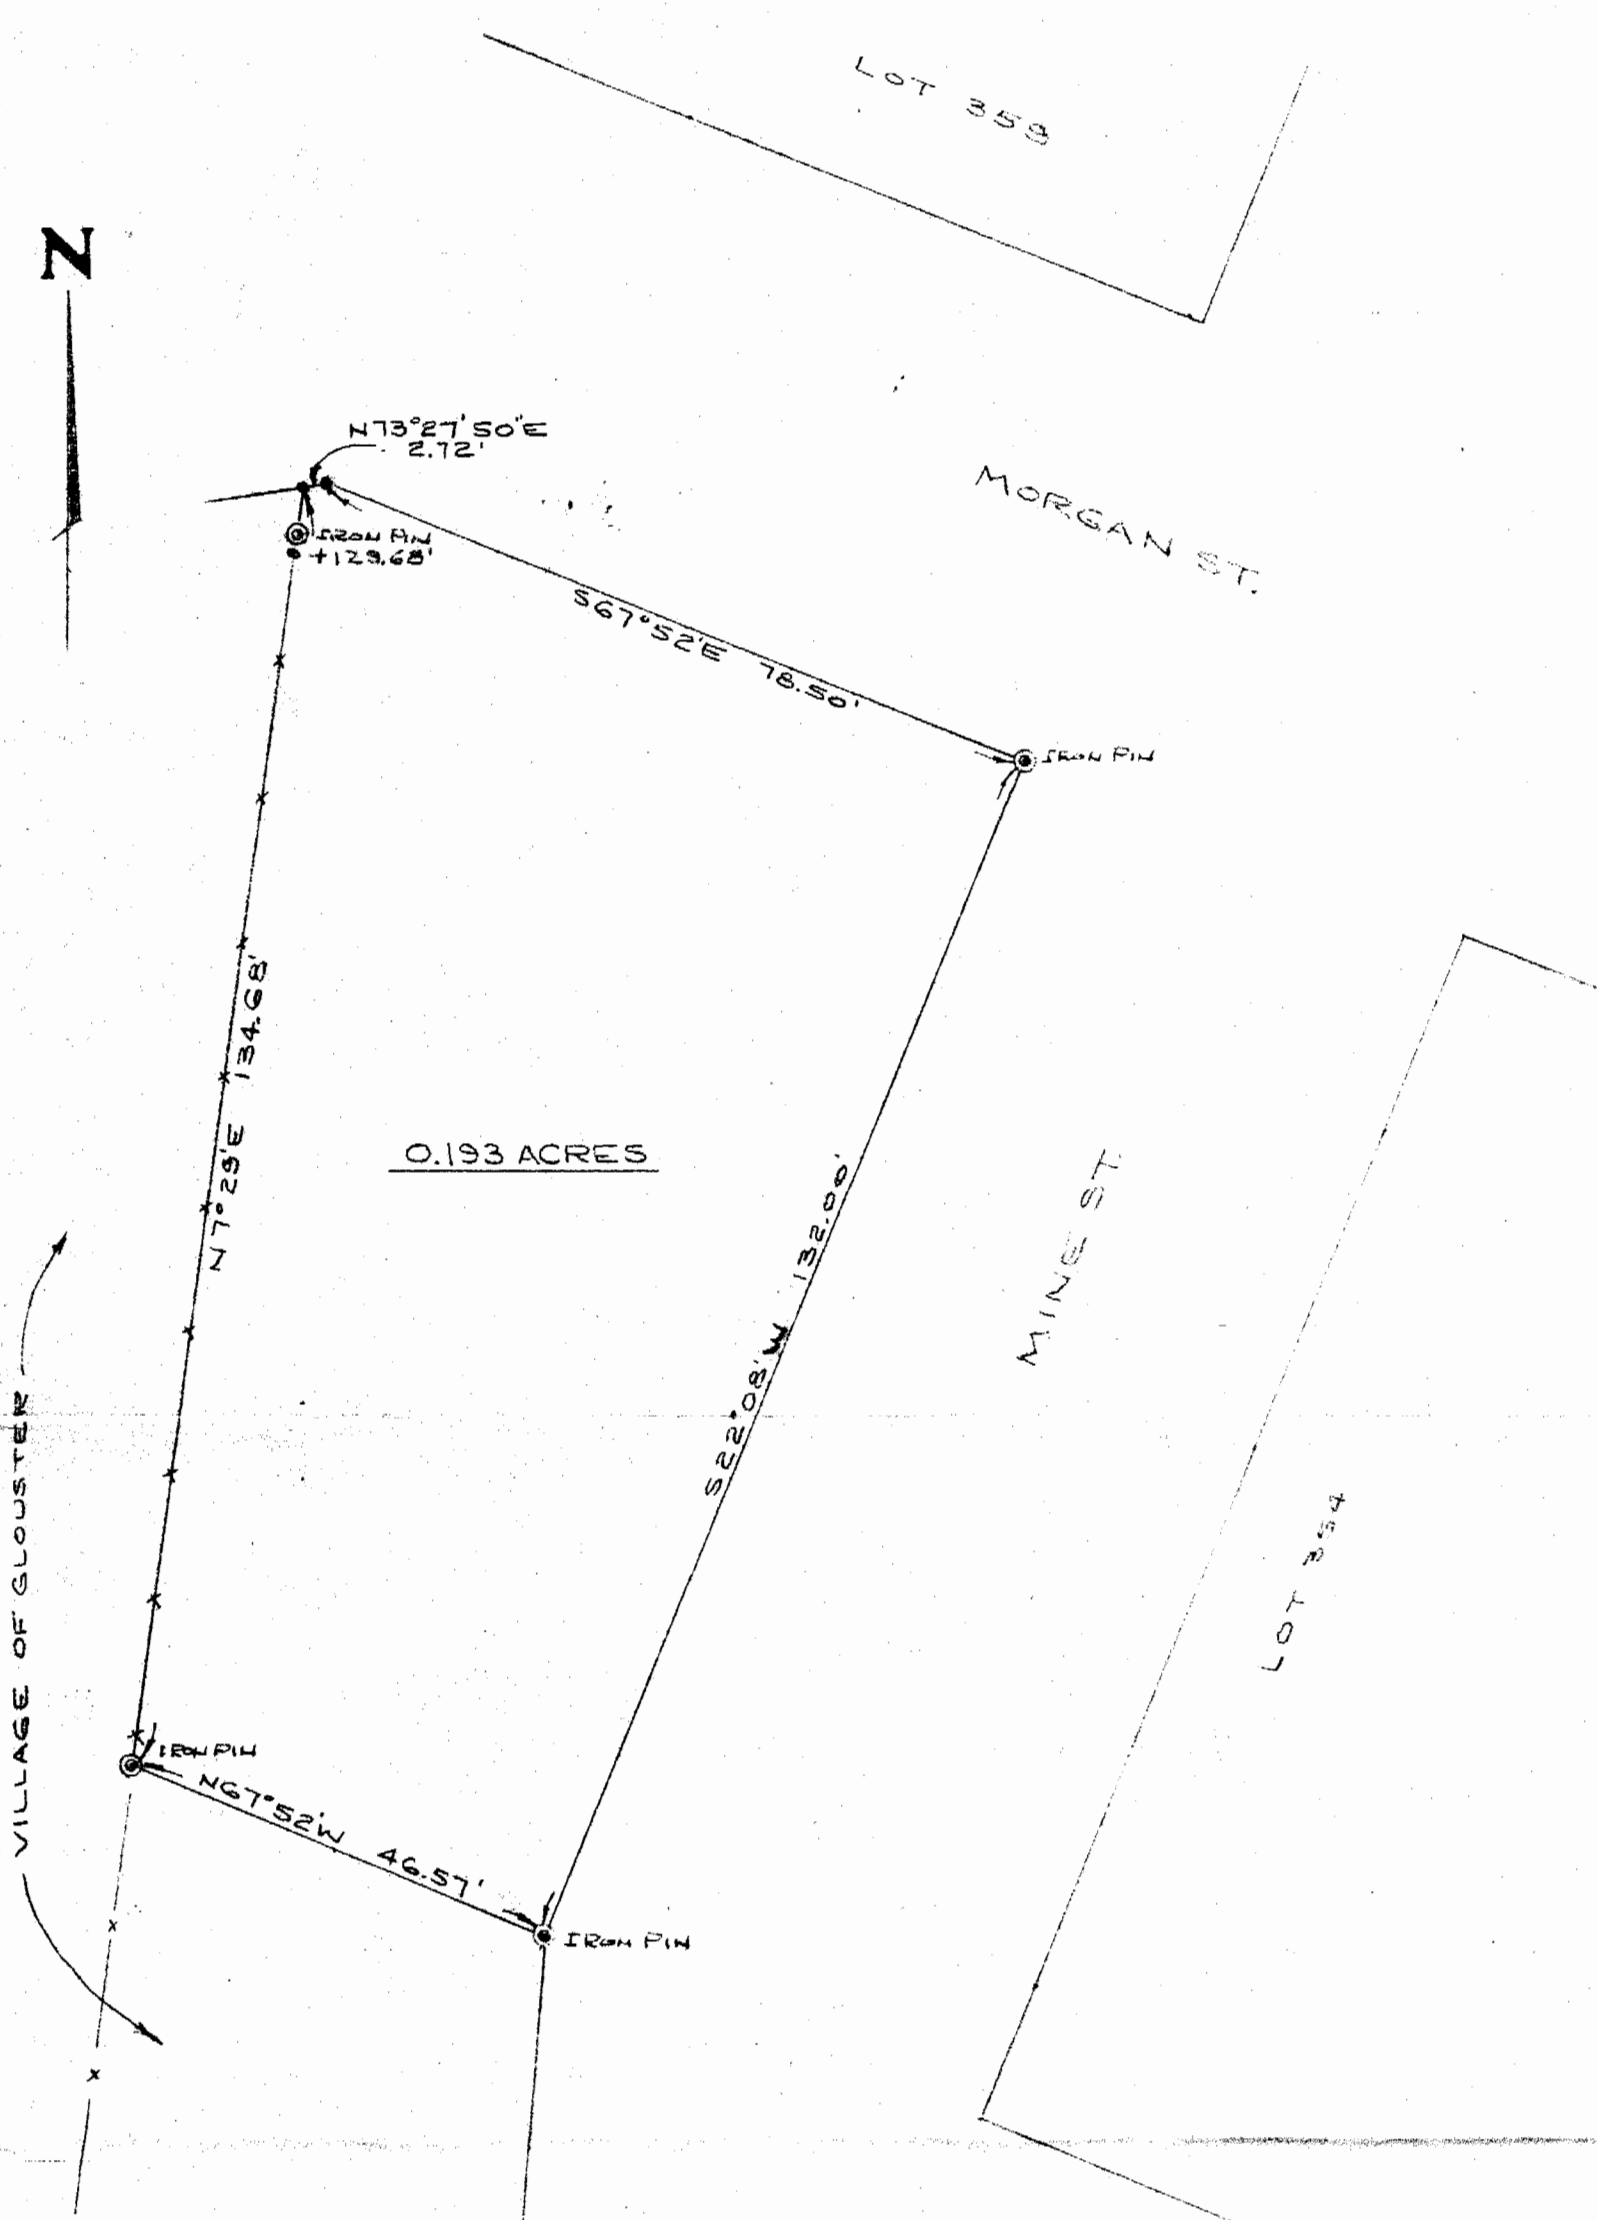 LOT 359
N
N73°27'50"E
2.72'
MORGAN ST.
IRON PIN
+129.68'
S67°52'E 78.50'
IRON PIN
N7°29'E 134.68'
0.193 ACRES
S22°08'W 132.00'
MINE ST.
LOT 354
VILLAGE OF GLOUSTER
IRON PIN
N67°52'W 46.57'
IRON PIN